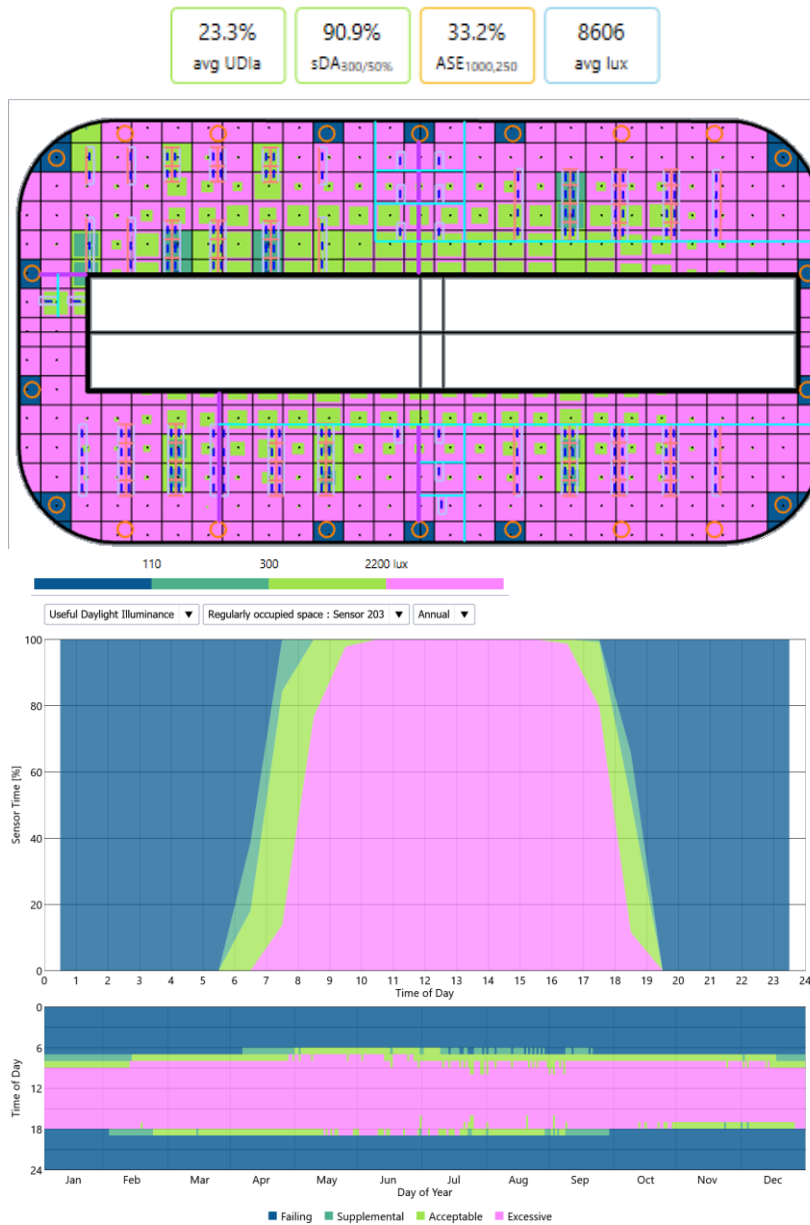 23.3% 90.9% 33.2% 8606
avg UDIa sDA300/50% ASE1000,250 avg lux
110 300 2200 lux
Useful Daylight Illuminance ▼ Regularly occupied space : Sensor 203 ▼ Annual ▼
100
80
60
40
20
0
Sensor Time [%]
0 1 2 3 4 5 6 7 8 9 10 11 12 13 14 15 16 17 18 19 20 21 22 23 24
Time of Day
0
6
12
18
24
Time of Day
Jan Feb Mar Apr May Jun Jul Aug Sep Oct Nov Dec
Day of Year
Failing Supplemental Acceptable Excessive